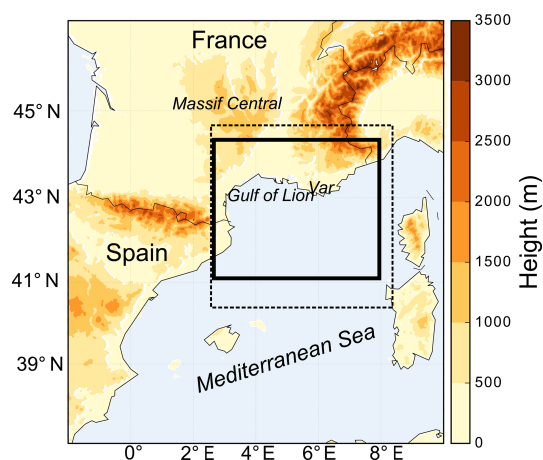 France
Massif Central
Var
Gulf of Lion
Spain
Mediterranean Sea
45° N
43° N
41° N
39° N
0°
2° E
4° E
6° E
8° E
3500
3000
2500
2000
1500
1000
500
0
Height (m)